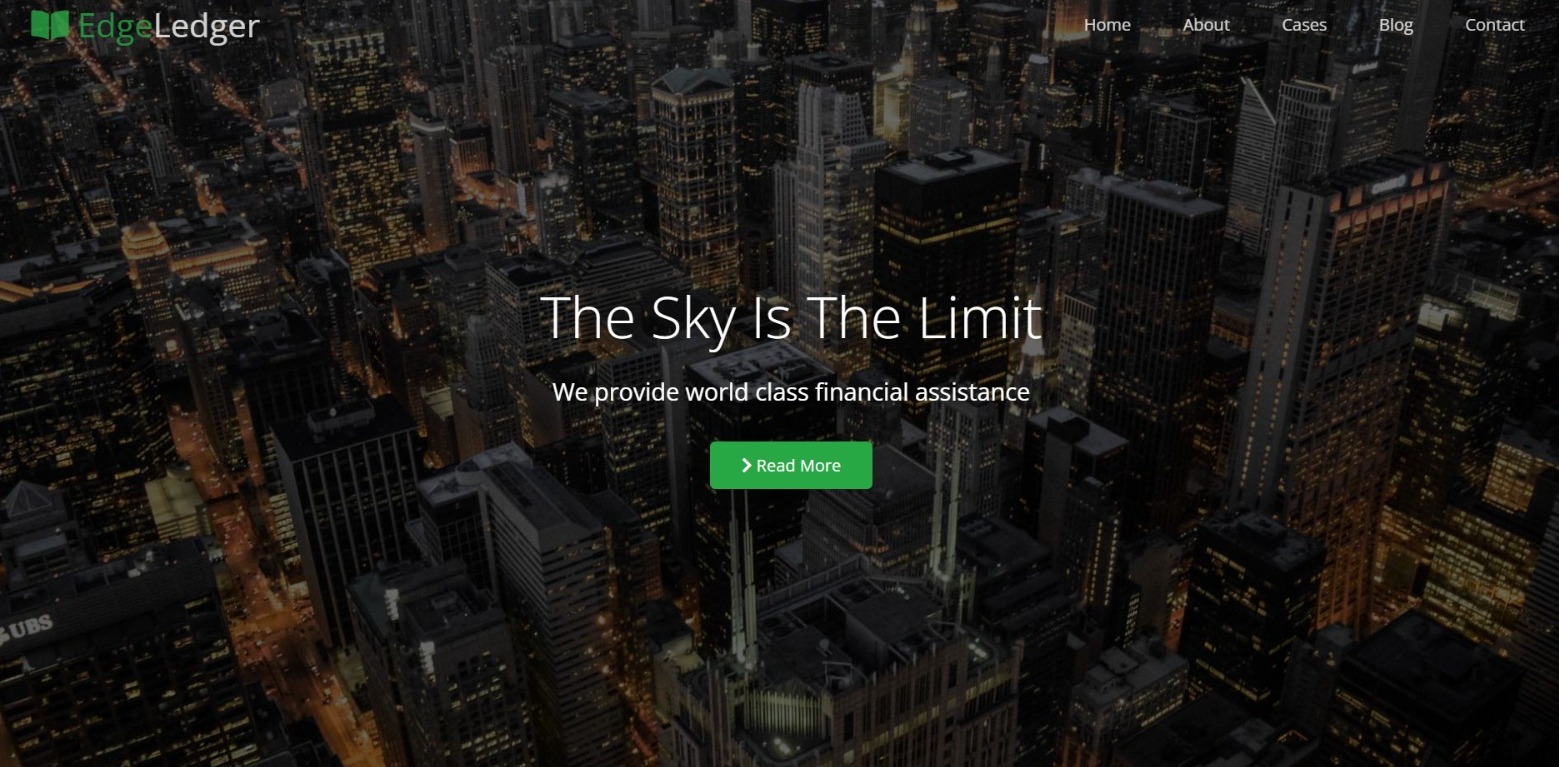 EdgeLedger
Home About Cases Blog Contact
The Sky Is The Limit
We provide world class financial assistance
Read More
UBS